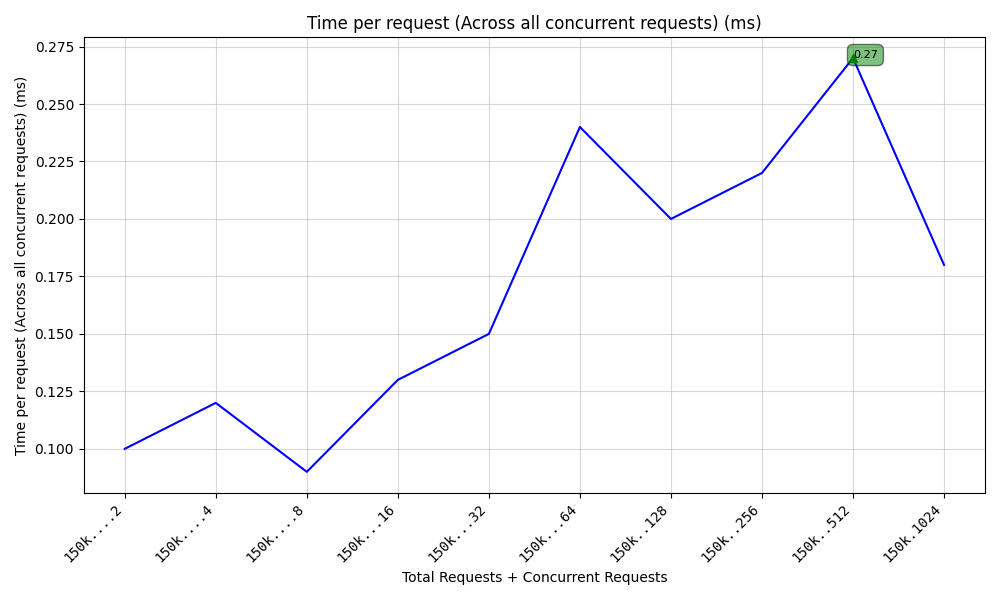 Time per request (Across all concurrent requests) (ms)
Time per request (Across all concurrent requests) (ms)
0.275
0.250
0.225
0.200
0.175
0.150
0.125
0.100
0.27
150k....2
150k....4
150k....8
150k...16
150k...32
150k...64
150k..128
150k..256
150k..512
150k.1024
Total Requests + Concurrent Requests